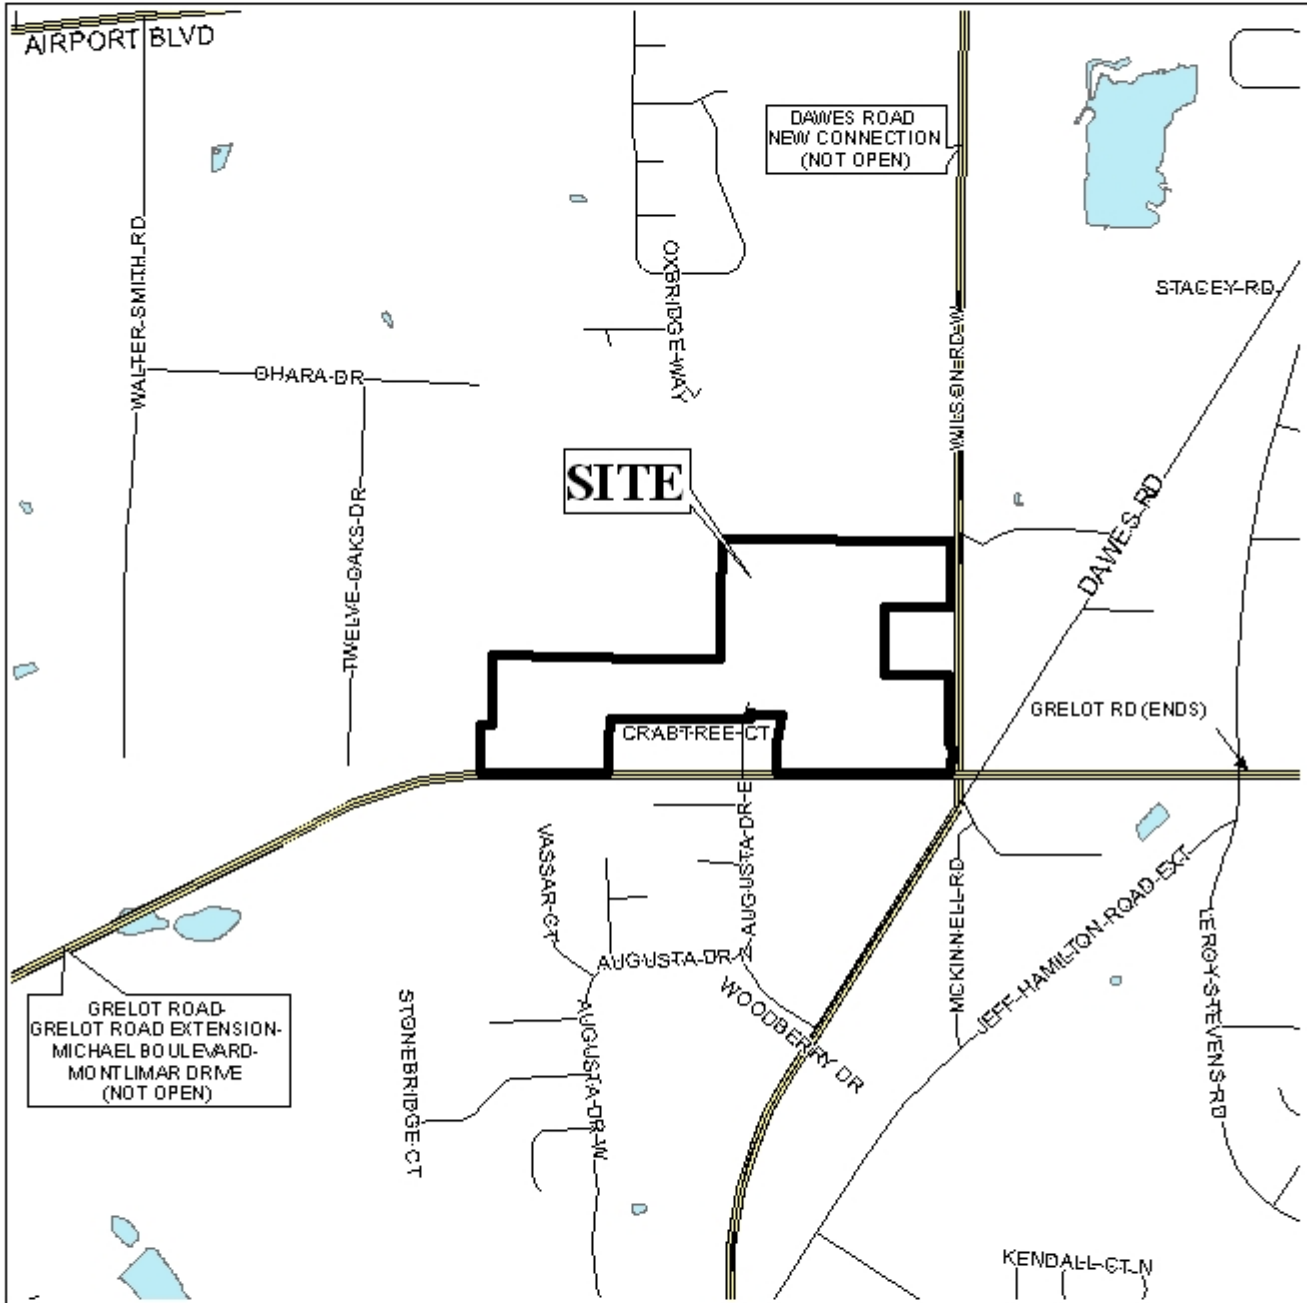 AIRPORT BLVD
DAWES ROAD
NEW CONNECTION
(NOT OPEN)
WALTER-SMITH-RD
OXBRIDGE-WAY
STACEY-RD
WILSON-RD-W
OHARA-DR
SITE
DAWES-RD
TWELVE-OAKS-DR
GRELOT RD (ENDS)
CRABTREE-CT
AUGUSTA-DR-E
VASSAR-CT
MCKINNELL-RD
JEFF-HAMILTON-ROAD-EXT
LEROY-STEVENS-RD
AUGUSTA-DR-N
WOODBERRY DR
GRELOT ROAD-
GRELOT ROAD EXTENSION-
MICHAEL BOULEVARD-
MONTLIMAR DRIVE
(NOT OPEN)
STONEBRIDGE-CT
AUGUSTA-DR-W
KENDALL-CT-N